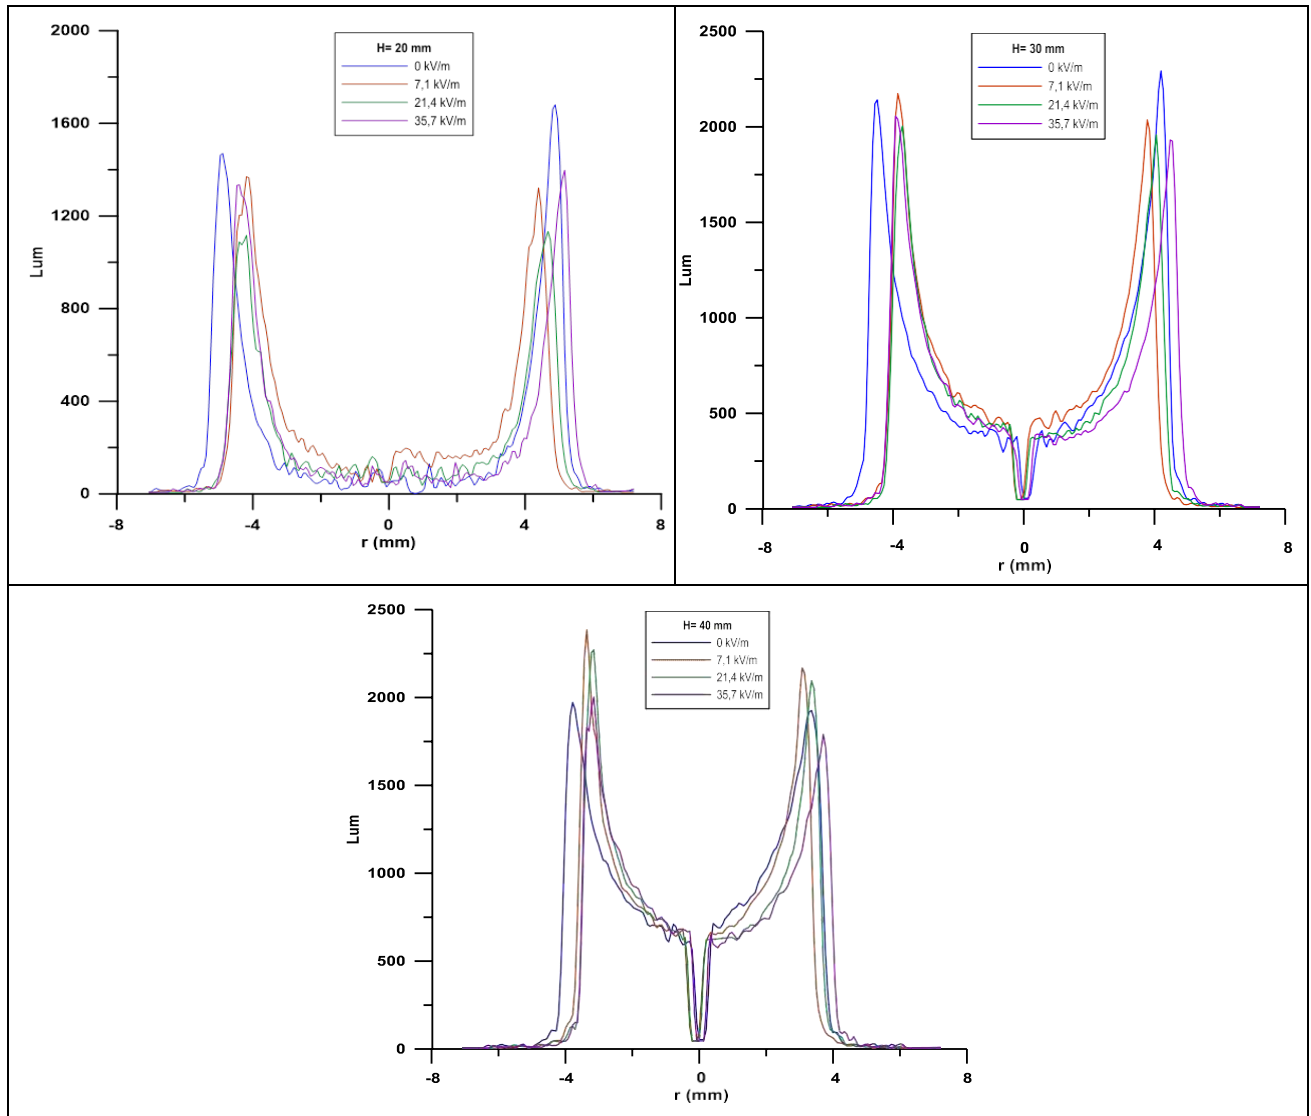 2000
1600
1200
800
400
0
Lum
H= 20 mm
0 kV/m
7,1 kV/m
21,4 kV/m
35,7 kV/m
-8
-4
0
4
8
r (mm)
2500
2000
1500
1000
500
0
Lum
H= 30 mm
0 kV/m
7,1 kV/m
21,4 kV/m
35,7 kV/m
-8
-4
0
4
8
r (mm)
2500
2000
1500
1000
500
0
Lum
H= 40 mm
0 kV/m
7,1 kV/m
21,4 kV/m
35,7 kV/m
-8
-4
0
4
8
r (mm)